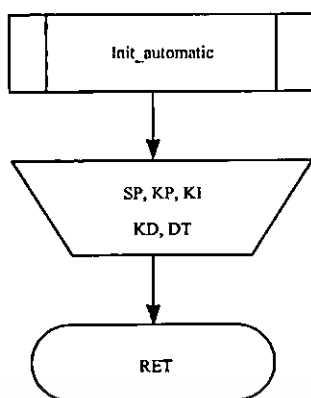 Init_automatic
SP, KP, KI
KD, DT
RET